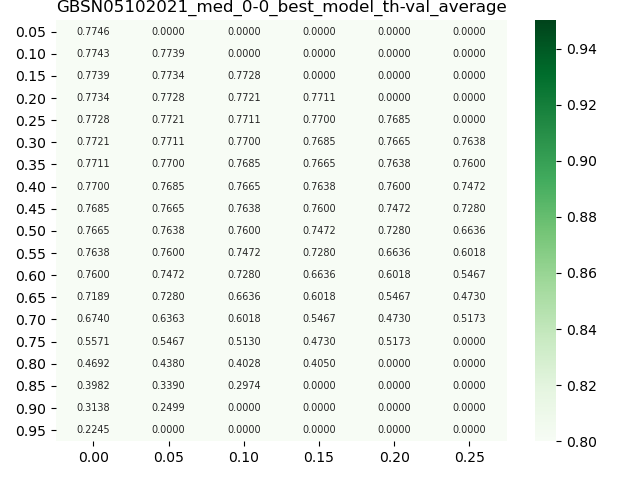 GBSN05102021_med_0-0_best_model_th-val_average
0.05 0.7746 0.0000 0.0000 0.0000 0.0000 0.0000
0.10 0.7743 0.7739 0.0000 0.0000 0.0000 0.0000
0.15 0.7739 0.7734 0.7728 0.0000 0.0000 0.0000
0.20 0.7734 0.7728 0.7721 0.7711 0.0000 0.0000
0.25 0.7728 0.7721 0.7711 0.7700 0.7685 0.0000
0.30 0.7721 0.7711 0.7700 0.7685 0.7665 0.7638
0.35 0.7711 0.7700 0.7685 0.7665 0.7638 0.7600
0.40 0.7700 0.7685 0.7665 0.7638 0.7600 0.7472
0.45 0.7685 0.7665 0.7638 0.7600 0.7472 0.7280
0.50 0.7665 0.7638 0.7600 0.7472 0.7280 0.6636
0.55 0.7638 0.7600 0.7472 0.7280 0.6636 0.6018
0.60 0.7600 0.7472 0.7280 0.6636 0.6018 0.5467
0.65 0.7189 0.7280 0.6636 0.6018 0.5467 0.4730
0.70 0.6740 0.6363 0.6018 0.5467 0.4730 0.5173
0.75 0.5571 0.5467 0.5130 0.4730 0.5173 0.0000
0.80 0.4692 0.4380 0.4028 0.4050 0.0000 0.0000
0.85 0.3982 0.3390 0.2974 0.0000 0.0000 0.0000
0.90 0.3138 0.2499 0.0000 0.0000 0.0000 0.0000
0.95 0.2245 0.0000 0.0000 0.0000 0.0000 0.0000
0.00 0.05 0.10 0.15 0.20 0.25
0.94
0.92
0.90
0.88
0.86
0.84
0.82
0.80